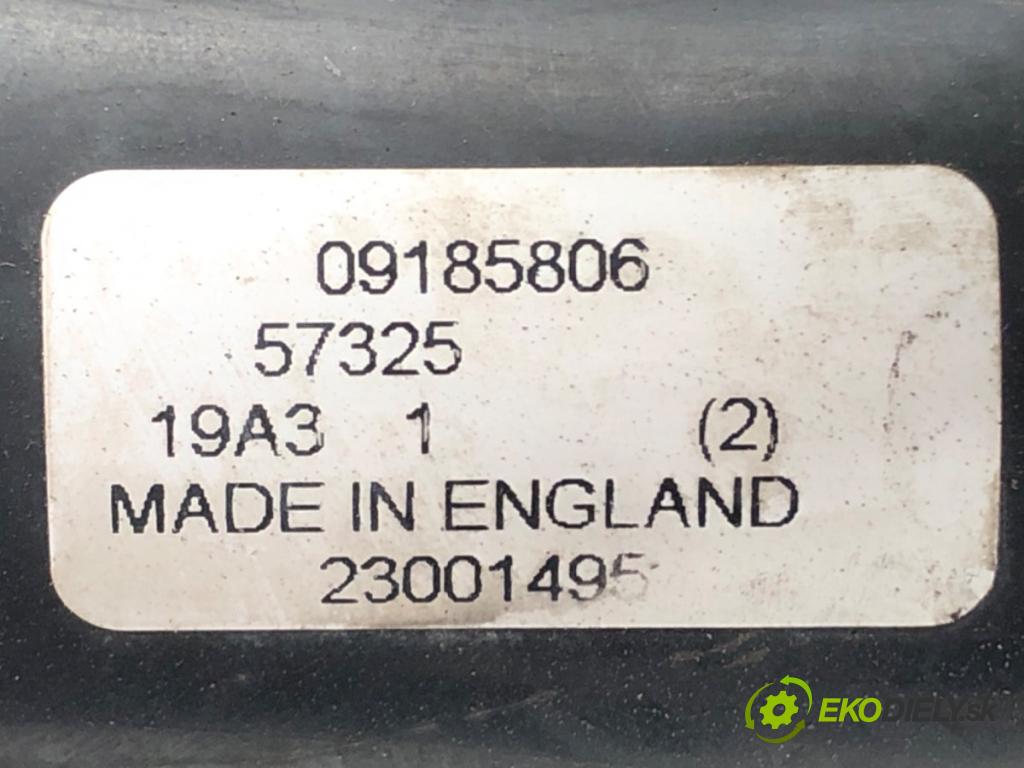 09185806
57325
19A3 1 (2)
MADE IN ENGLAND
23001495
EKODIELY.sk